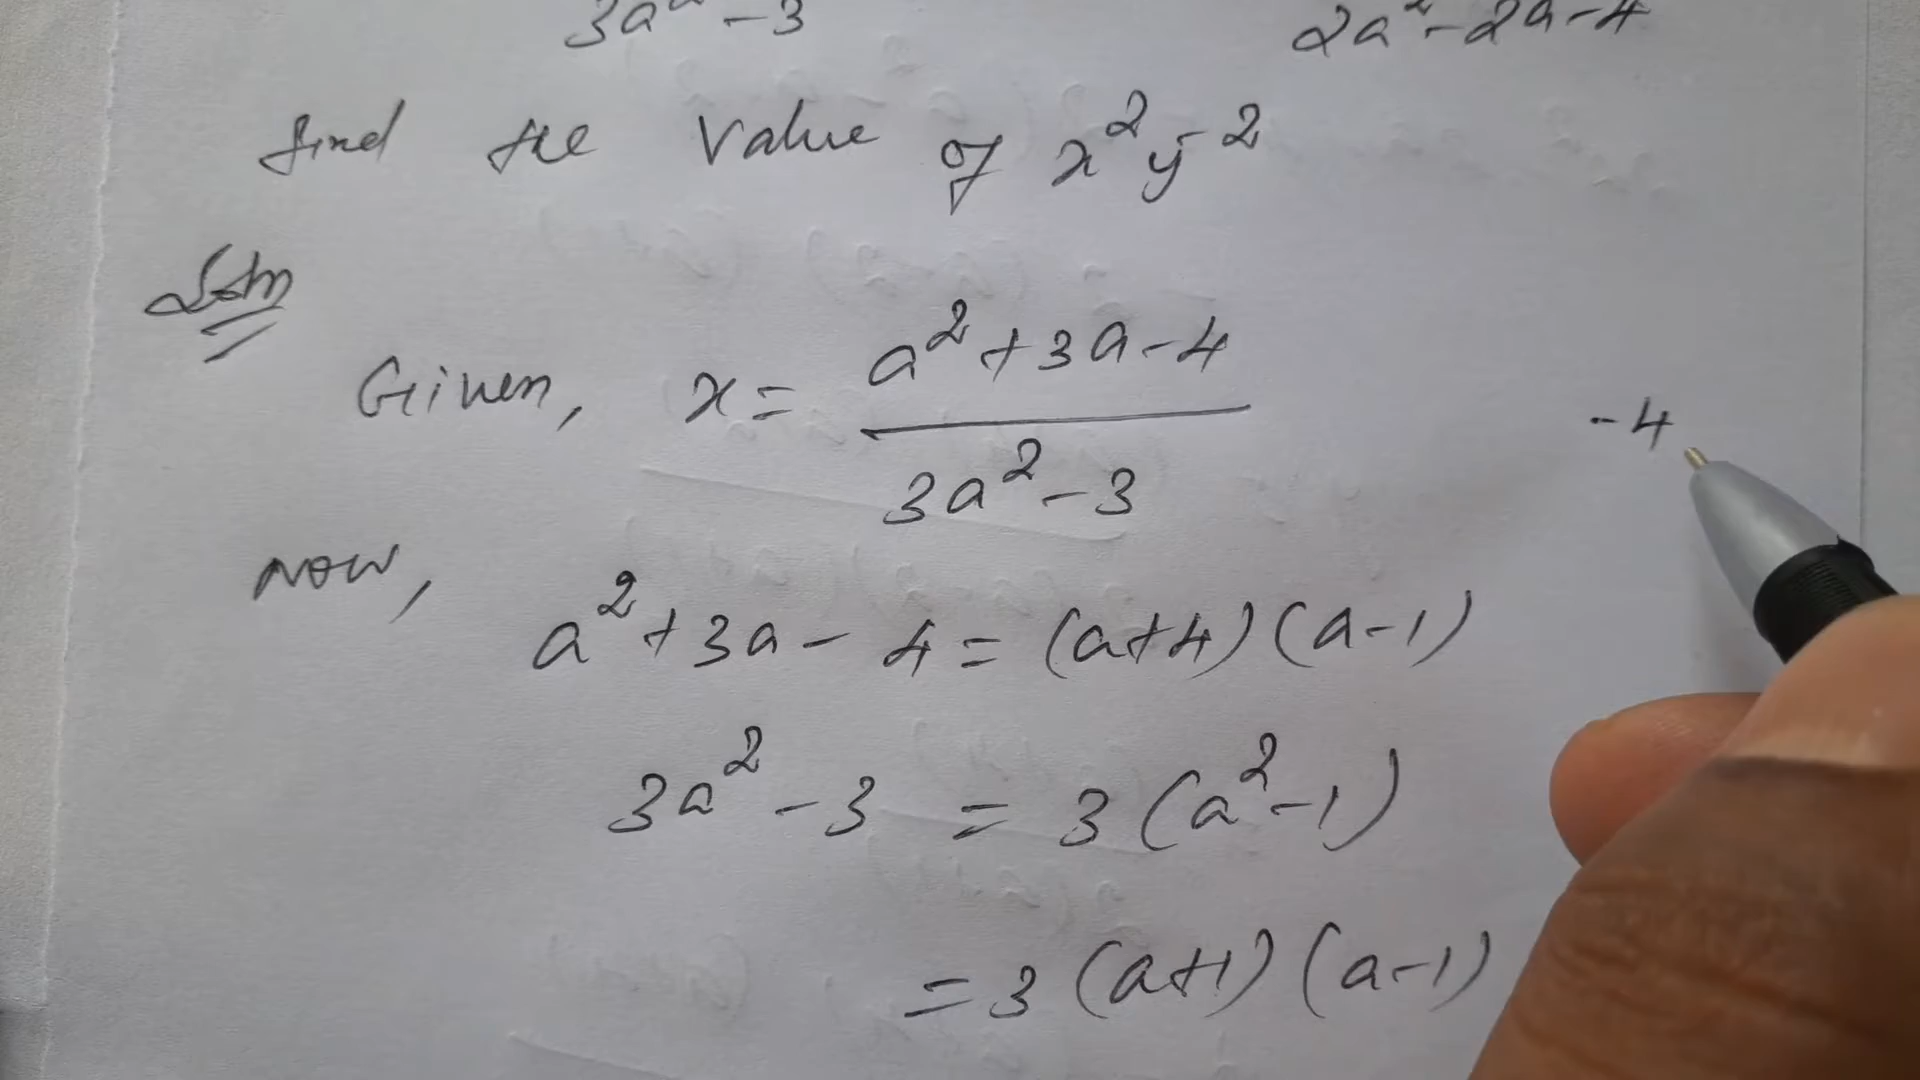 3a² - 3 2a² - 2a - 4
find the value of x² y⁻²
Soln
Given, x = a² + 3a - 4
3a² - 3
-4
now,
a² + 3a - 4 = (a+4) (a-1)
3a² - 3 = 3 (a² - 1)
= 3 (a+1) (a-1)